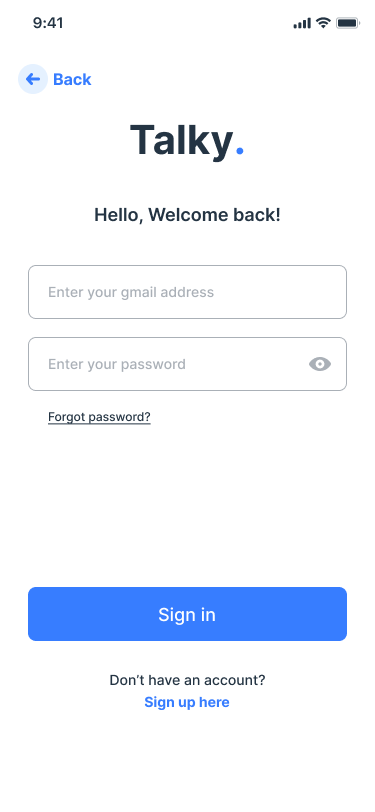 9:41
Back
Talky.
Hello, Welcome back!
Enter your gmail address
Enter your password
Forgot password?
Sign in
Don’t have an account?
Sign up here